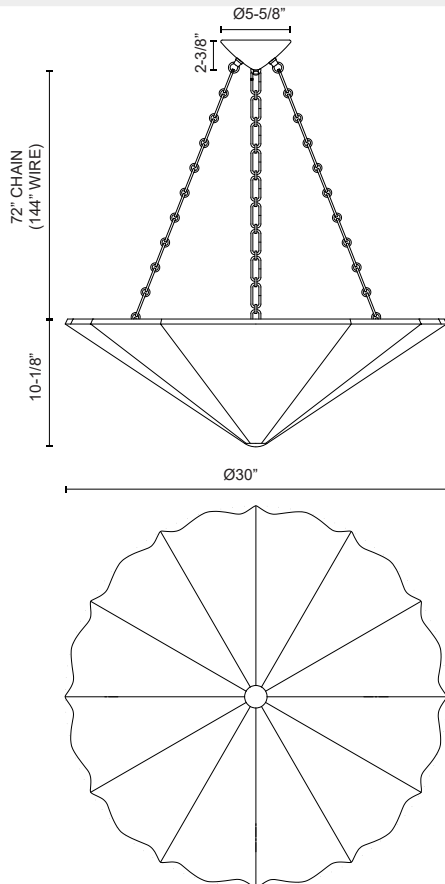 Ø5-5/8”
2-3/8”
72” CHAIN
(144” WIRE)
10-1/8”
Ø30”